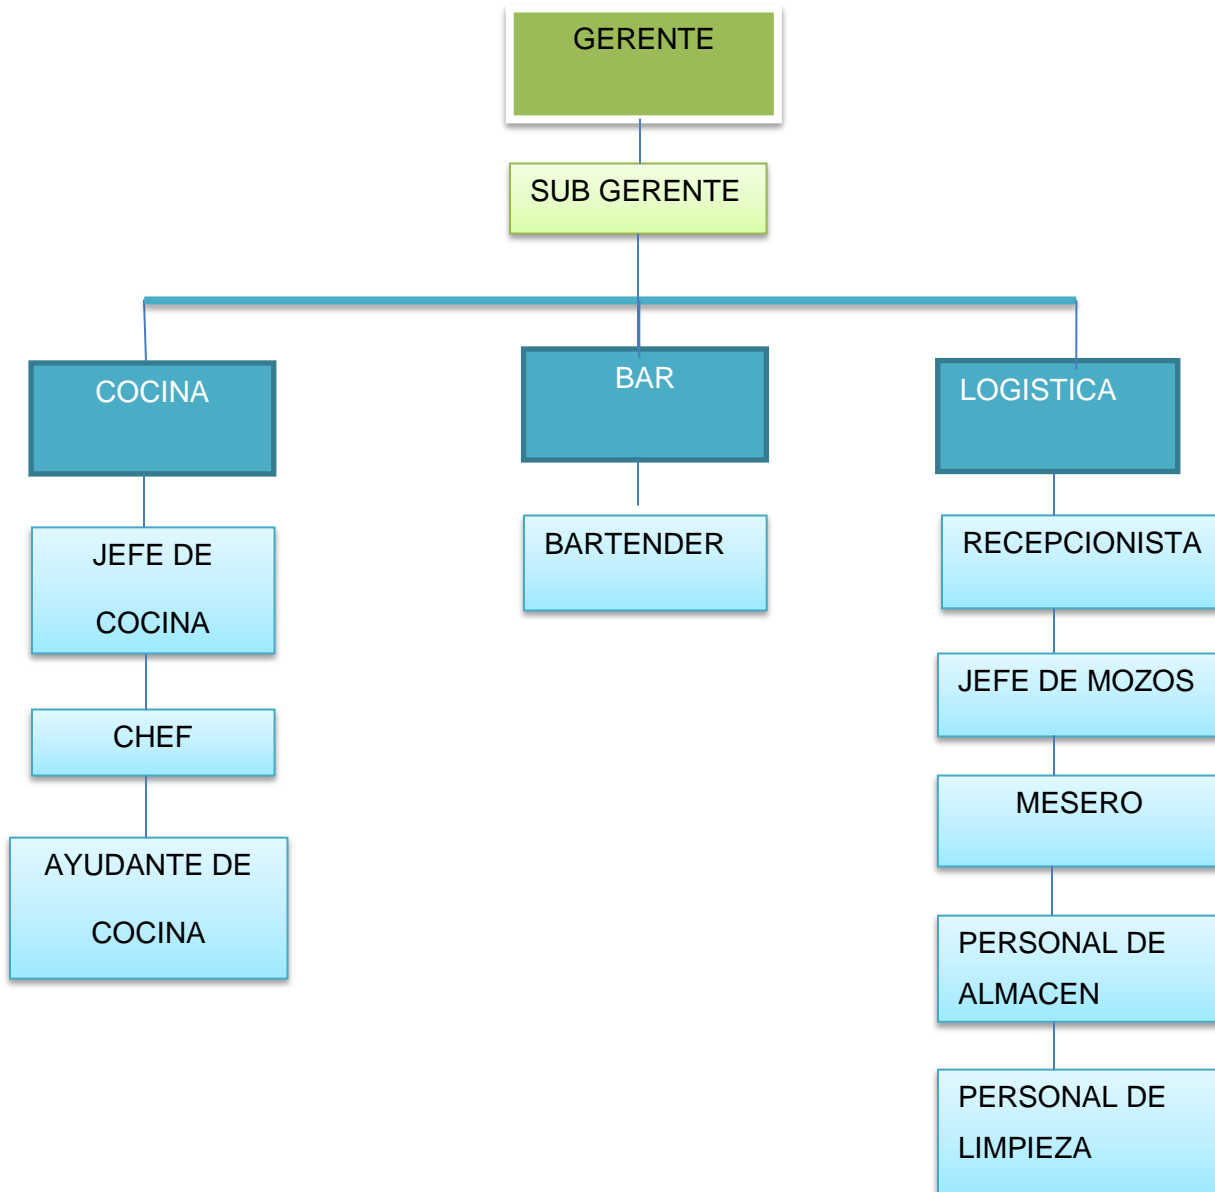 GERENTE
SUB GERENTE
COCINA
BAR
LOGISTICA
JEFE DE
COCINA
BARTENDER
RECEPCIONISTA
JEFE DE MOZOS
CHEF
MESERO
AYUDANTE DE
COCINA
PERSONAL DE
ALMACEN
PERSONAL DE
LIMPIEZA